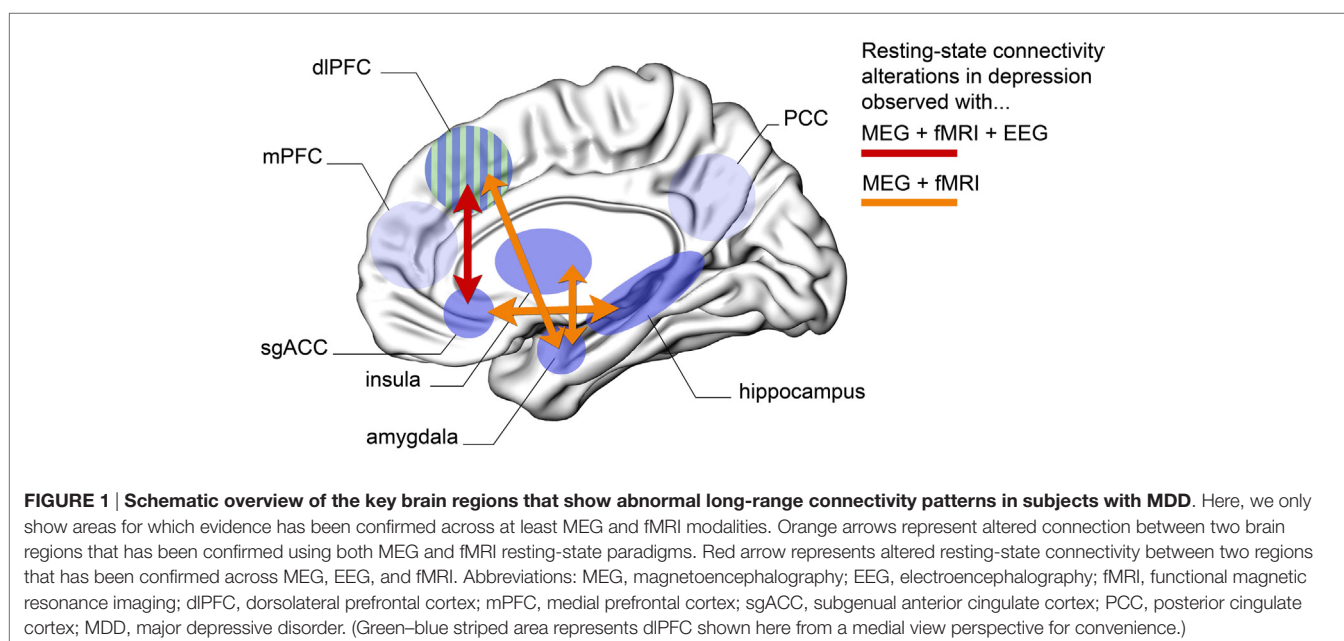 dlPFC
mPFC
sgACC
insula
amygdala
hippocampus
PCC
Resting-state connectivity
alterations in depression
observed with...
MEG + fMRI + EEG
MEG + fMRI
FIGURE 1 | Schematic overview of the key brain regions that show abnormal long-range connectivity patterns in subjects with MDD. Here, we only
show areas for which evidence has been confirmed across at least MEG and fMRI modalities. Orange arrows represent altered connection between two brain
regions that has been confirmed using both MEG and fMRI resting-state paradigms. Red arrow represents altered resting-state connectivity between two regions
that has been confirmed across MEG, EEG, and fMRI. Abbreviations: MEG, magnetoencephalography; EEG, electroencephalography; fMRI, functional magnetic
resonance imaging; dlPFC, dorsolateral prefrontal cortex; mPFC, medial prefrontal cortex; sgACC, subgenual anterior cingulate cortex; PCC, posterior cingulate
cortex; MDD, major depressive disorder. (Green–blue striped area represents dlPFC shown here from a medial view perspective for convenience.)